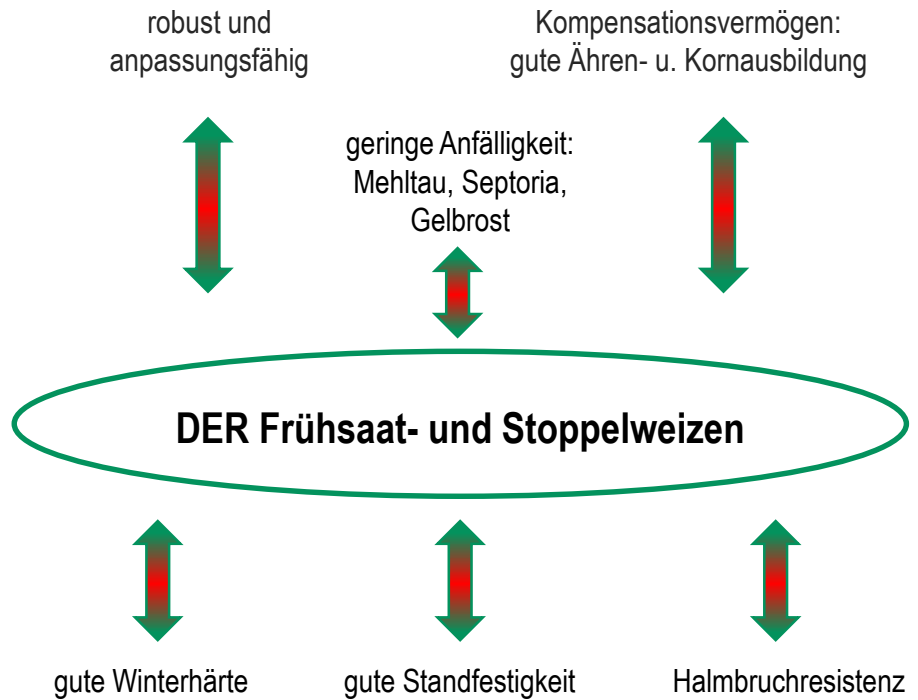 robust und
anpassungsfähig
Kompensationsvermögen:
gute Ähren- u. Kornausbildung
geringe Anfälligkeit:
Mehltau, Septoria,
Gelbrost
DER Frühsaat- und Stoppelweizen
gute Winterhärte
gute Standfestigkeit
Halmbruchresistenz